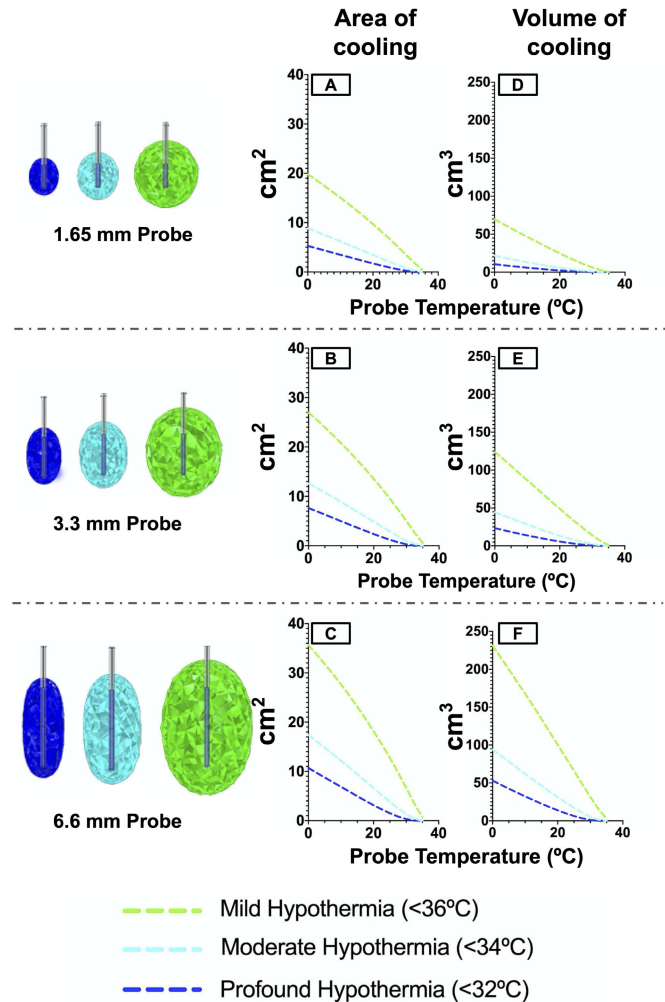 Area of
cooling
Volume of
cooling
A
D
40
30
20
10
0
cm²
0
20
40
250
200
150
100
50
0
cm³
0
20
40
1.65 mm Probe
Probe Temperature (ºC)
B
E
40
30
20
10
0
cm²
0
20
40
250
200
150
100
50
0
cm³
0
20
40
3.3 mm Probe
Probe Temperature (ºC)
C
F
40
30
20
10
0
cm²
0
20
40
250
200
150
100
50
0
cm³
0
20
40
6.6 mm Probe
Probe Temperature (ºC)
Mild Hypothermia (<36ºC)
Moderate Hypothermia (<34ºC)
Profound Hypothermia (<32ºC)